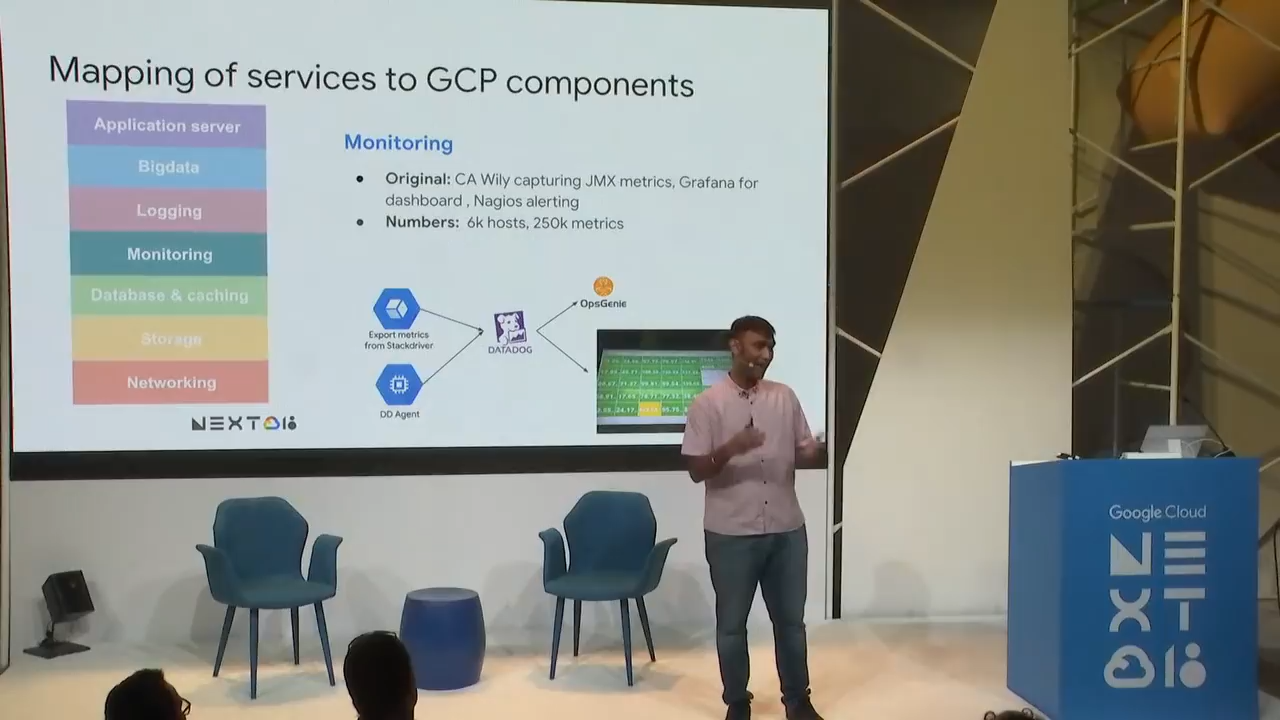 Mapping of services to GCP components
Application server
Bigdata
Logging
Monitoring
Database & caching
Storage
Networking
Monitoring
● Original: CA Wily capturing JMX metrics, Grafana for
dashboard , Nagios alerting
● Numbers: 6k hosts, 250k metrics
Export metrics
from Stackdriver
DD Agent
DATADOG
OpsGenie
NEXT 18
Google Cloud
NE
XT
18